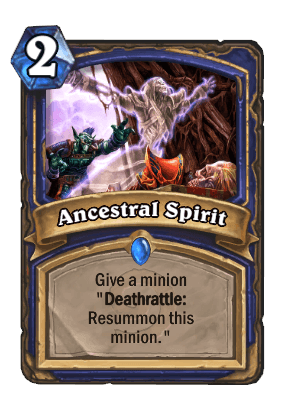 2
Ancestral Spirit
Give a minion
"Deathrattle:
Resummon this
minion."